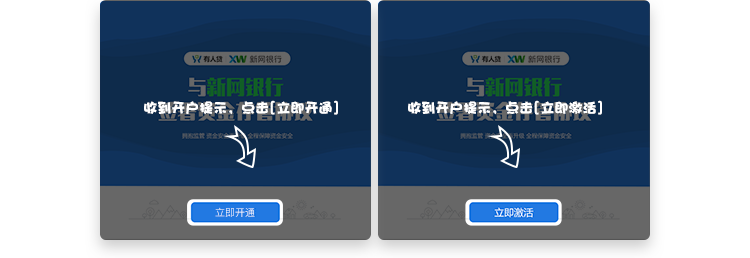 有人贷 XW 新网银行
与新网银行
收到开户提示,点击[立即开通]
立即开通
有人贷 XW 新网银行
与新网银行
收到开户提示,点击[立即激活]
立即激活